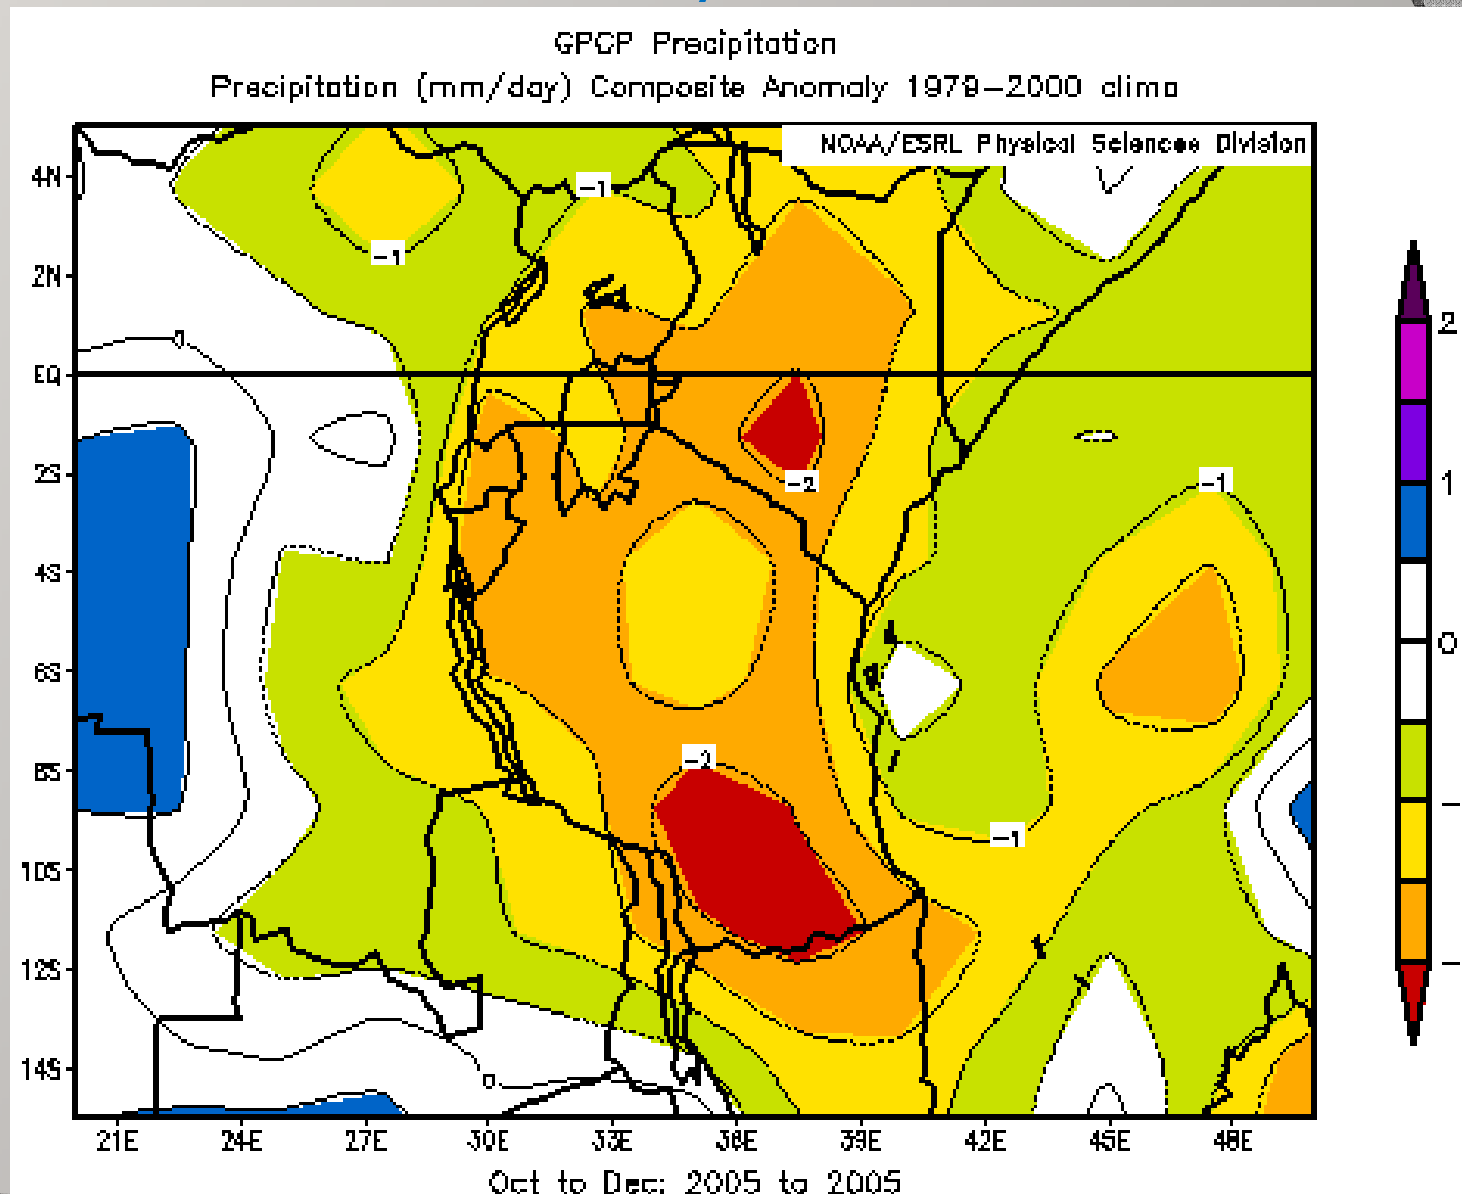 GPCP Precipitation
Precipitation (mm/day) Composite Anomaly 1979-2000 climo
NOAA/ESRL Physical Sciences Division
4N
2N
EQ
2S
4S
6S
8S
10S
12S
14S
-1
-1
0
-2
-1
-2
-1
0
2
1
0
-
-
21E 24E 27E 30E 33E 36E 39E 42E 45E 48E
Oct to Dec: 2005 to 2005